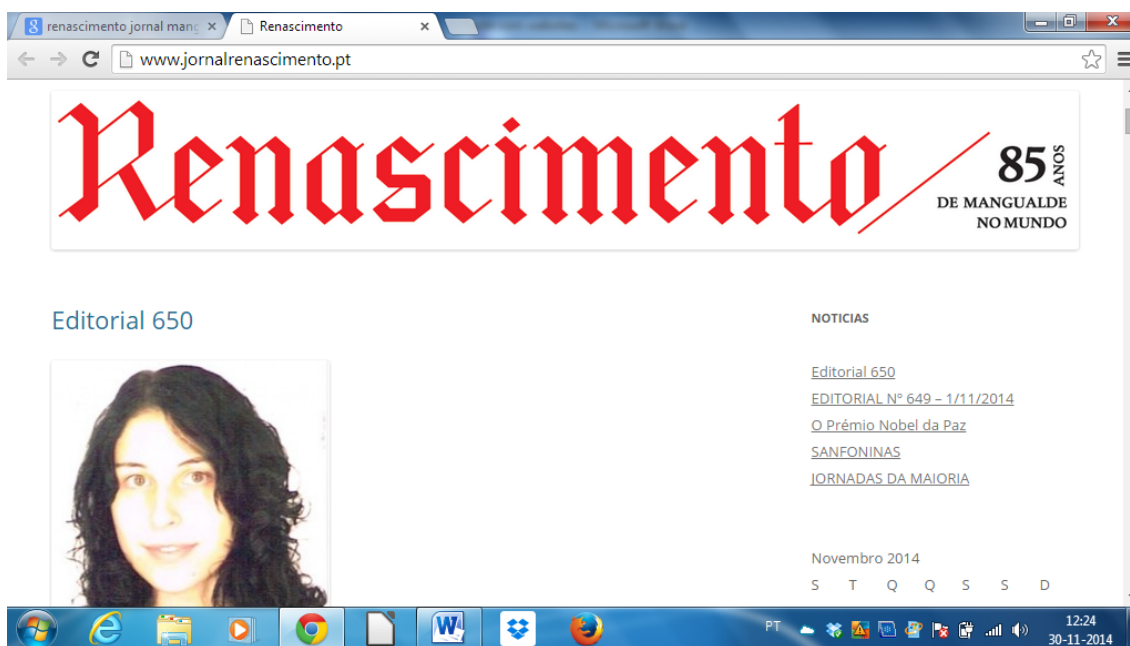 renascimento jornal mang
Renascimento
www.jornalrenascimento.pt
Renascimento
85 ANOS
DE MANGUALDE
NO MUNDO
Editorial 650
NOTICIAS
Editorial 650
EDITORIAL Nº 649 – 1/11/2014
O Prémio Nobel da Paz
SANFONINAS
JORNADAS DA MAIORIA
Novembro 2014
S T Q Q S S D
PT
12:24
30-11-2014